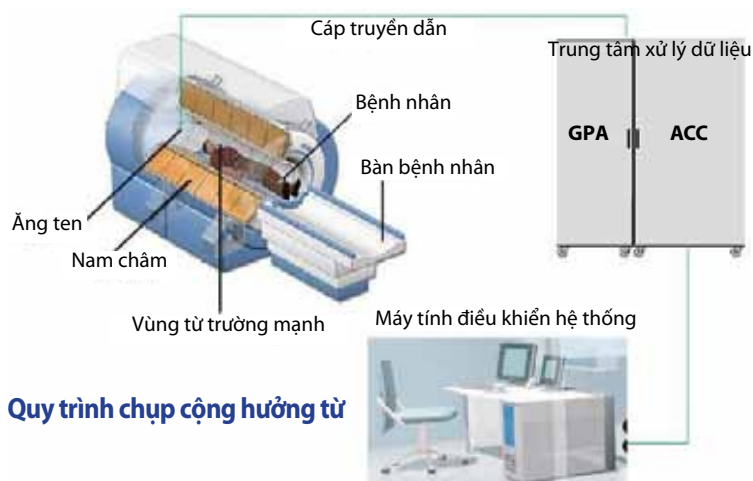 Cáp truyền dẫn
Trung tâm xử lý dữ liệu
Bệnh nhân
GPA
ACC
Bàn bệnh nhân
Ăng ten
Nam châm
Vùng từ trường mạnh
Máy tính điều khiển hệ thống
Quy trình chụp cộng hưởng từ